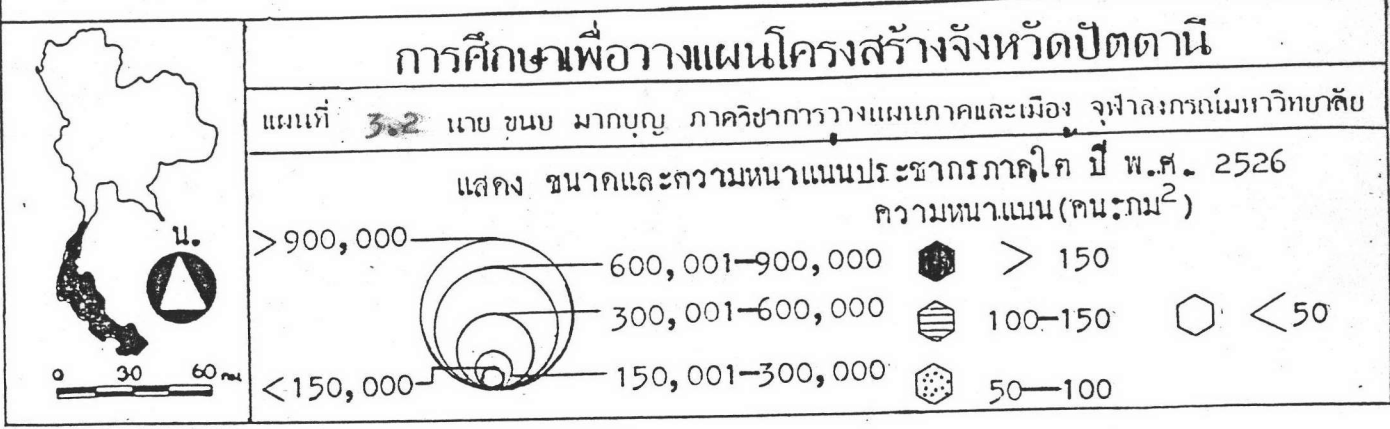 การศึกษาเพื่อวางแผนโครงสร้างจังหวัดปัตตานี
แผนที่ 3.2 นาย ขนบ มากบุญ ภาควิชาการวางแผนภาคและเมือง จุฬาลงกรณ์มหาวิทยาลัย
แสดง ขนาดและความหนาแนนประชากรภาคใต ปี พ.ศ. 2526
ความหนาแนน(คน:กม²)
น.
>900,000
600,001—900,000
> 150
300,001—600,000
100—150
<50
<150,000
150,001—300,000
50—100
0 30 60 กม.